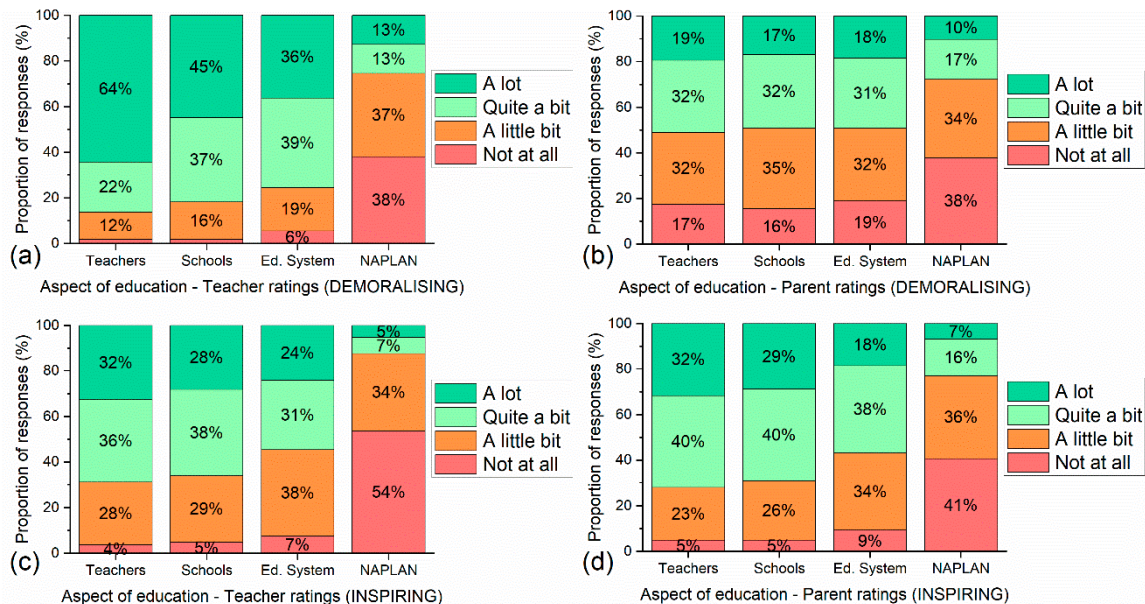 Proportion of responses (%)
100
80
60
40
20
0
64%
22%
12%
45%
37%
16%
36%
39%
19%
6%
13%
13%
37%
38%
A lot
Quite a bit
A little bit
Not at all
(a)
Teachers Schools Ed. System NAPLAN
Aspect of education - Teacher ratings (DEMORALISING)
Proportion of responses (%)
100
80
60
40
20
0
19%
32%
32%
17%
17%
32%
35%
16%
18%
31%
32%
19%
10%
17%
34%
38%
A lot
Quite a bit
A little bit
Not at all
(b)
Teachers Schools Ed. System NAPLAN
Aspect of education - Parent ratings (DEMORALISING)
Proportion of responses (%)
100
80
60
40
20
0
32%
36%
28%
4%
28%
38%
29%
5%
24%
31%
38%
7%
5%
7%
34%
54%
A lot
Quite a bit
A little bit
Not at all
(c)
Teachers Schools Ed. System NAPLAN
Aspect of education - Teacher ratings (INSPIRING)
Proportion of responses (%)
100
80
60
40
20
0
32%
40%
23%
5%
29%
40%
26%
5%
18%
38%
34%
9%
7%
16%
36%
41%
A lot
Quite a bit
A little bit
Not at all
(d)
Teachers Schools Ed. System NAPLAN
Aspect of education - Parent ratings (INSPIRING)